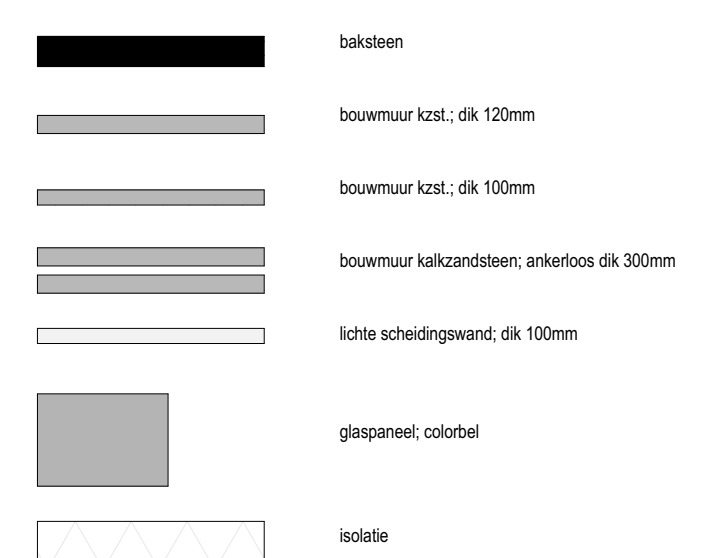 baksteen
bouwmuur kzst.; dik 120mm
bouwmuur kzst.; dik 100mm
bouwmuur kalkzandsteen; ankerloos dik 300mm
lichte scheidingswand; dik 100mm
glaspaneel; colorbel
isolatie